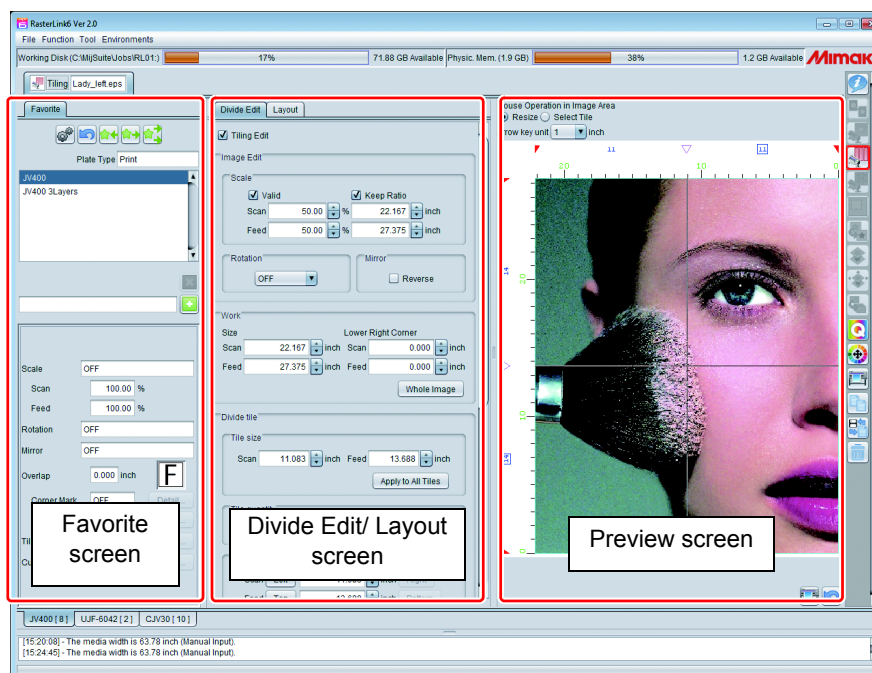 RasterLink6 Ver 2.0
File Function Tool Environments
Working Disk (C:\MijSuite\Jobs\RL01:) 17% 71.88 GB Available Physic. Mem. (1.9 GB) 38% 1.2 GB Available Mimak
Tiling Lady_left.eps
Favorite
Plate Type Print
JV400
JV400 3Layers
Scale OFF
Scan 100.00 %
Feed 100.00 %
Rotation OFF
Mirror OFF
Overlap 0.000 inch F
Corner Mark OFF Detail
Favorite
screen
Divide Edit Layout
Tiling Edit
Image Edit
Scale
Valid Keep Ratio
Scan 50.00 % 22.167 inch
Feed 50.00 % 27.375 inch
Rotation Mirror
OFF Reverse
Work
Size Lower Right Corner
Scan 22.167 inch Scan 0.000 inch
Feed 27.375 inch Feed 0.000 inch
Whole Image
Divide tile
Tile size
Scan 11.083 inch Feed 13.688 inch
Apply to All Tiles
Divide Edit/ Layout
screen
ouse Operation in Image Area
Resize Select Tile
row key unit 1 inch
11 11
20 10 0
14
20
10
14
0
Preview screen
JV400 [ 8 ] UJF-6042 [ 2 ] CJV30 [ 10 ]
[15:20:08] - The media width is 63.78 inch (Manual Input).
[15:24:45] - The media width is 63.78 inch (Manual Input).